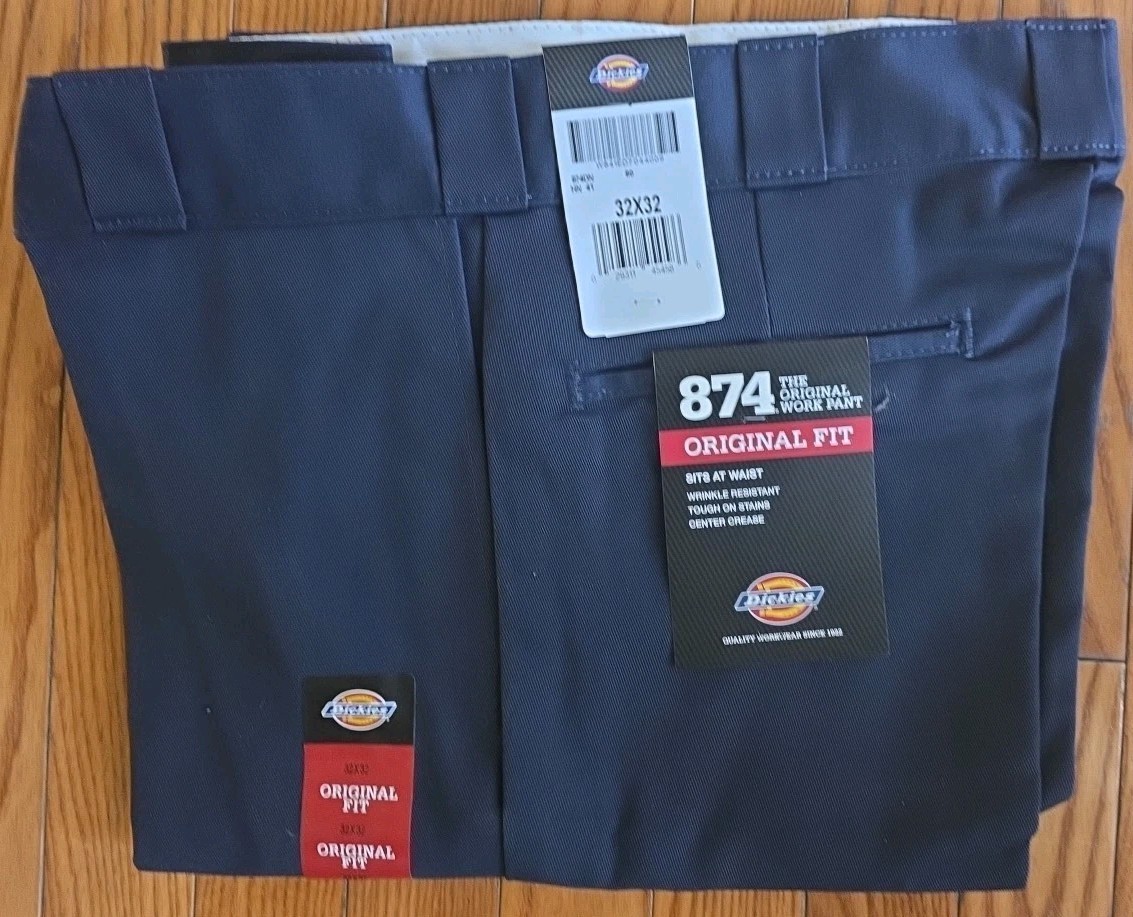 Dickies
874DN
32X32
874 THE
ORIGINAL
WORK PANT
ORIGINAL FIT
SITS AT WAIST
WRINKLE RESISTANT
TOUGH ON STAINS
CENTER CREASE
Dickies
QUALITY WORKWEAR SINCE 1922
Dickies
32X32
ORIGINAL
FIT
32X32
ORIGINAL
FIT